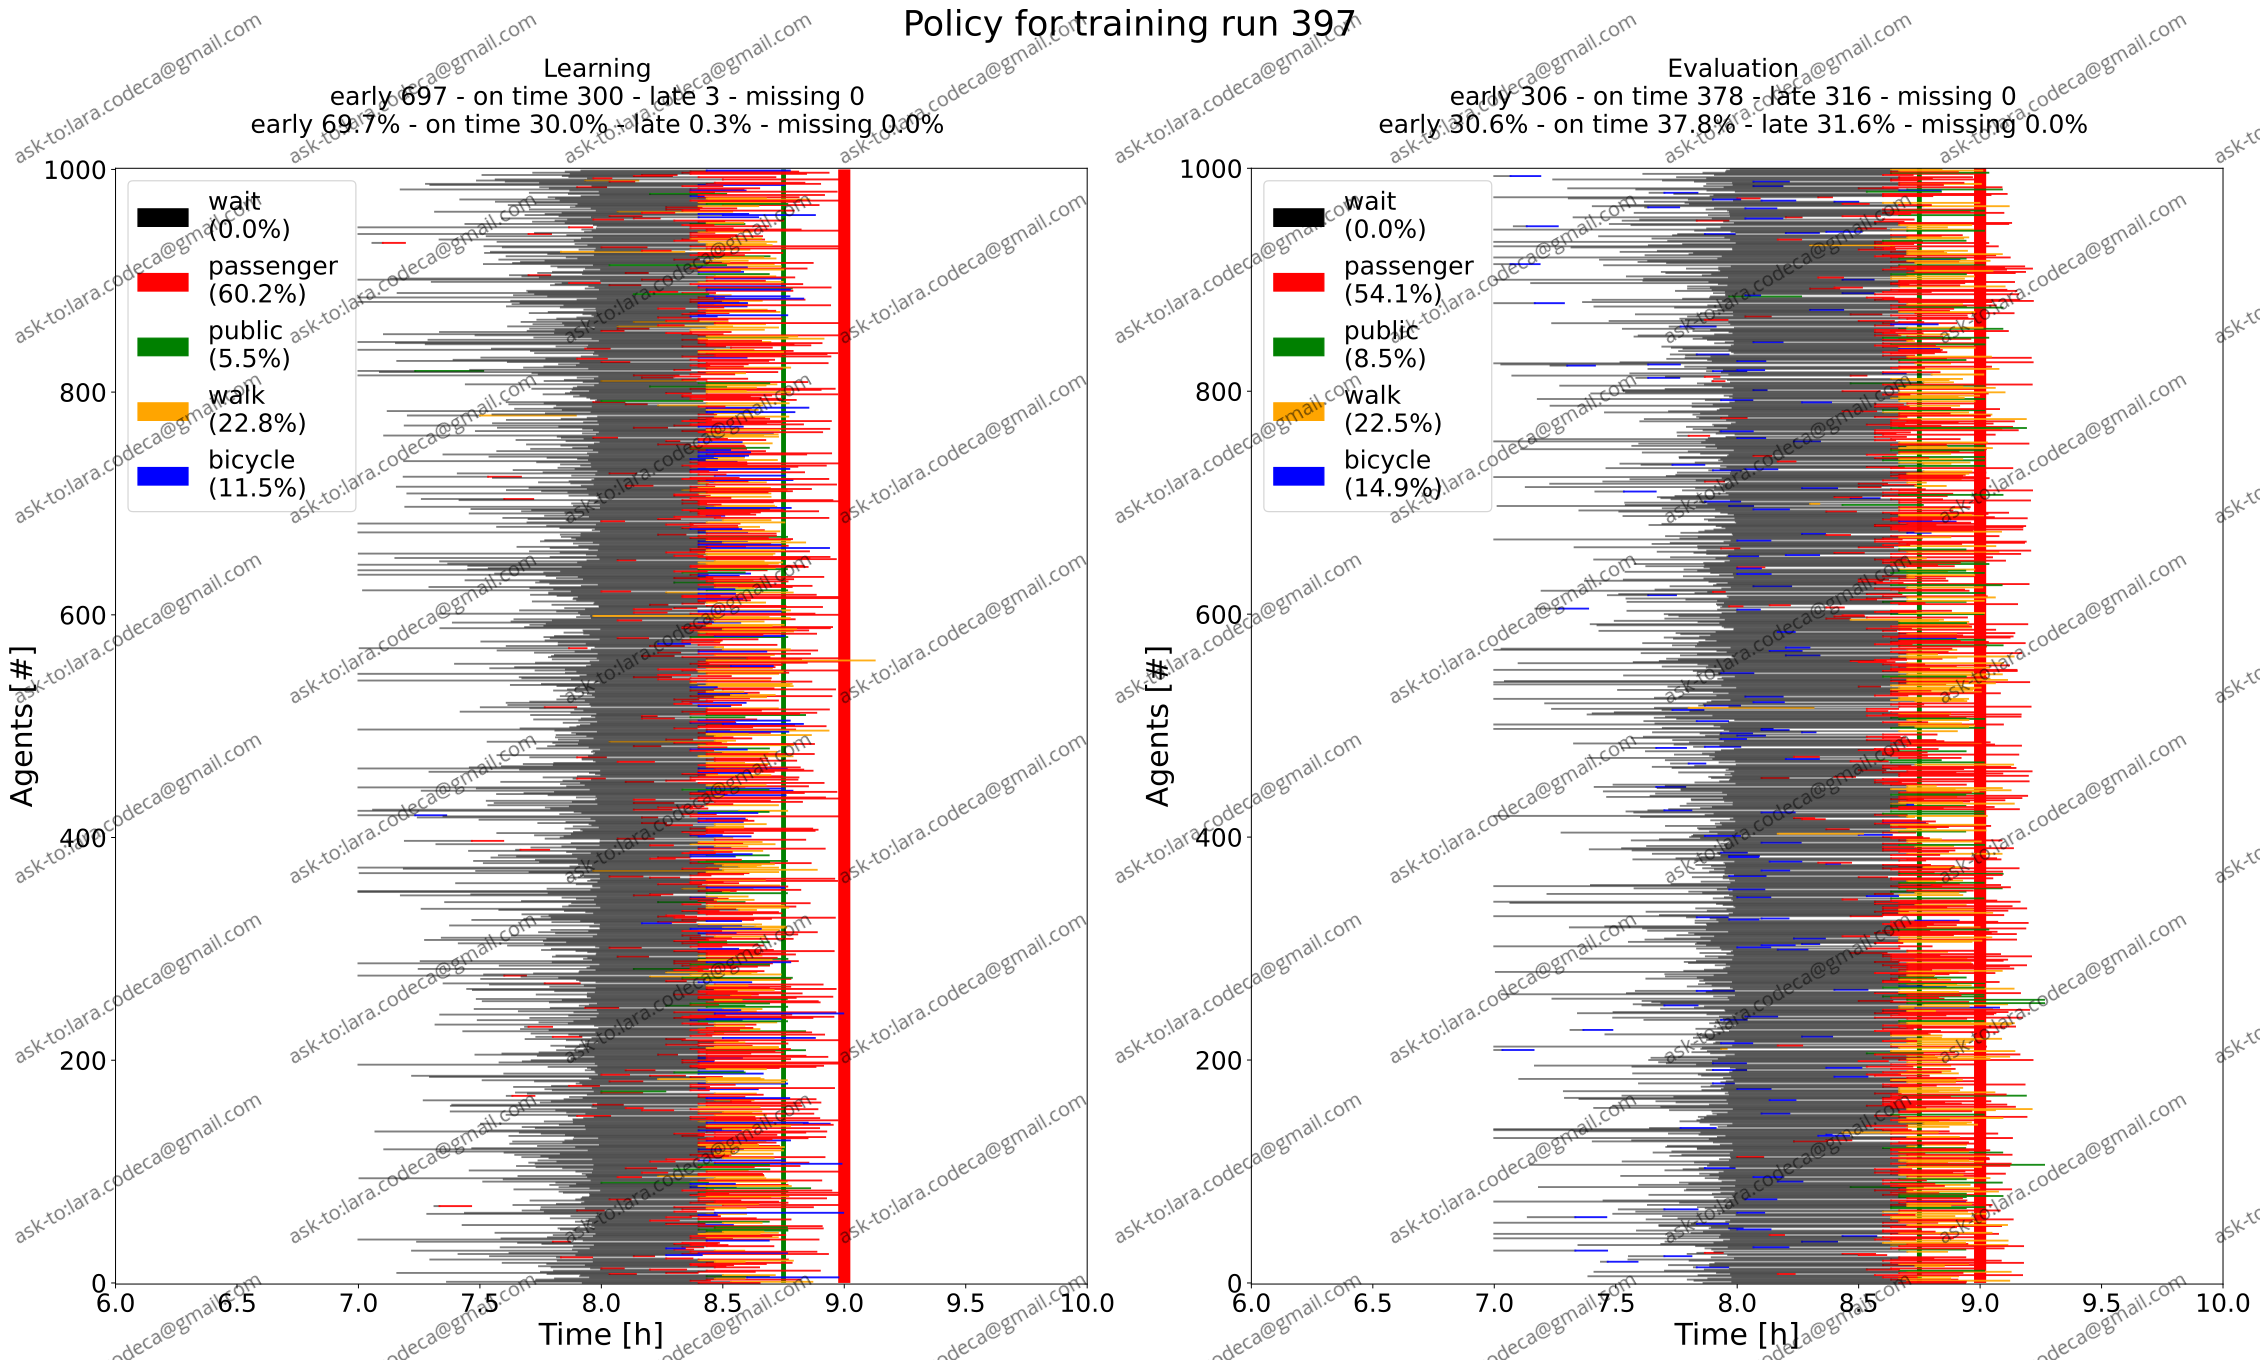 Policy for training run 397
Learning
early 697 - on time 300 - late 3 - missing 0
early 69.7% - on time 30.0% - late 0.3% - missing 0.0%
1000
800
600
400
200
0
Agents [#]
wait
(0.0%)
passenger
(60.2%)
public
(5.5%)
walk
(22.8%)
bicycle
(11.5%)
6.0 6.5 7.0 7.5 8.0 8.5 9.0 9.5 10.0
Time [h]
Evaluation
early 306 - on time 378 - late 316 - missing 0
early 30.6% - on time 37.8% - late 31.6% - missing 0.0%
1000
800
600
400
200
0
Agents [#]
wait
(0.0%)
passenger
(54.1%)
public
(8.5%)
walk
(22.5%)
bicycle
(14.9%)
6.0 6.5 7.0 7.5 8.0 8.5 9.0 9.5 10.0
Time [h]
ask-to:lara.codeca@gmail.com